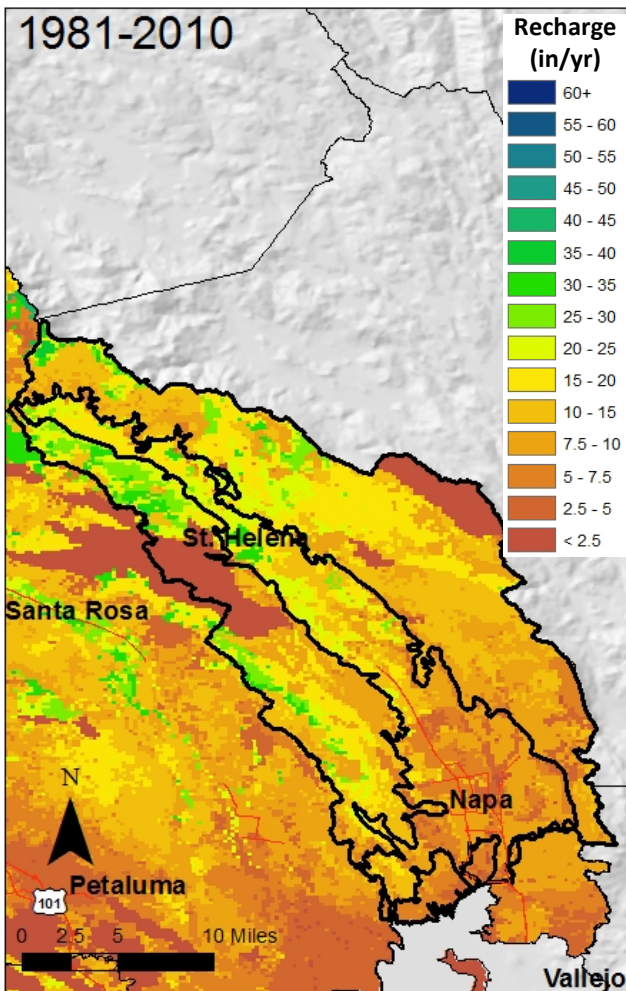 1981-2010
Recharge
(in/yr)
60+
55 - 60
50 - 55
45 - 50
40 - 45
35 - 40
30 - 35
25 - 30
20 - 25
15 - 20
10 - 15
7.5 - 10
5 - 7.5
2.5 - 5
< 2.5
St. Helena
Santa Rosa
Napa
N
Petaluma
101
0 2.5 5 10 Miles
Vallejo